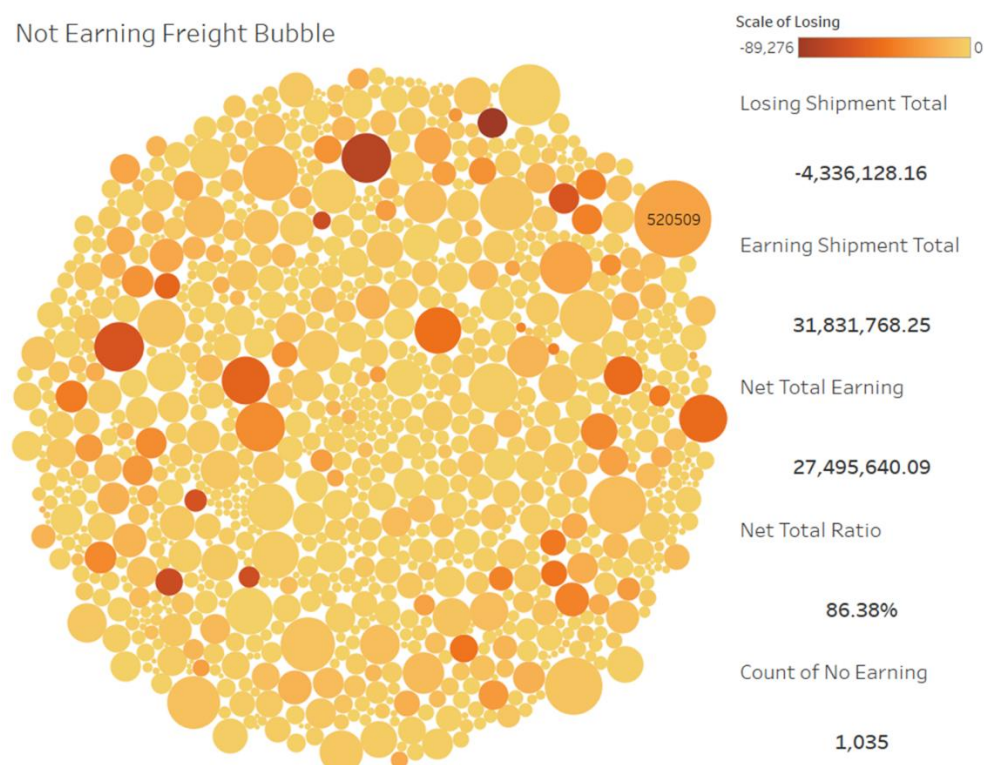 Not Earning Freight Bubble
Scale of Losing
-89,276 0
Losing Shipment Total
-4,336,128.16
520509
Earning Shipment Total
31,831,768.25
Net Total Earning
27,495,640.09
Net Total Ratio
86.38%
Count of No Earning
1,035